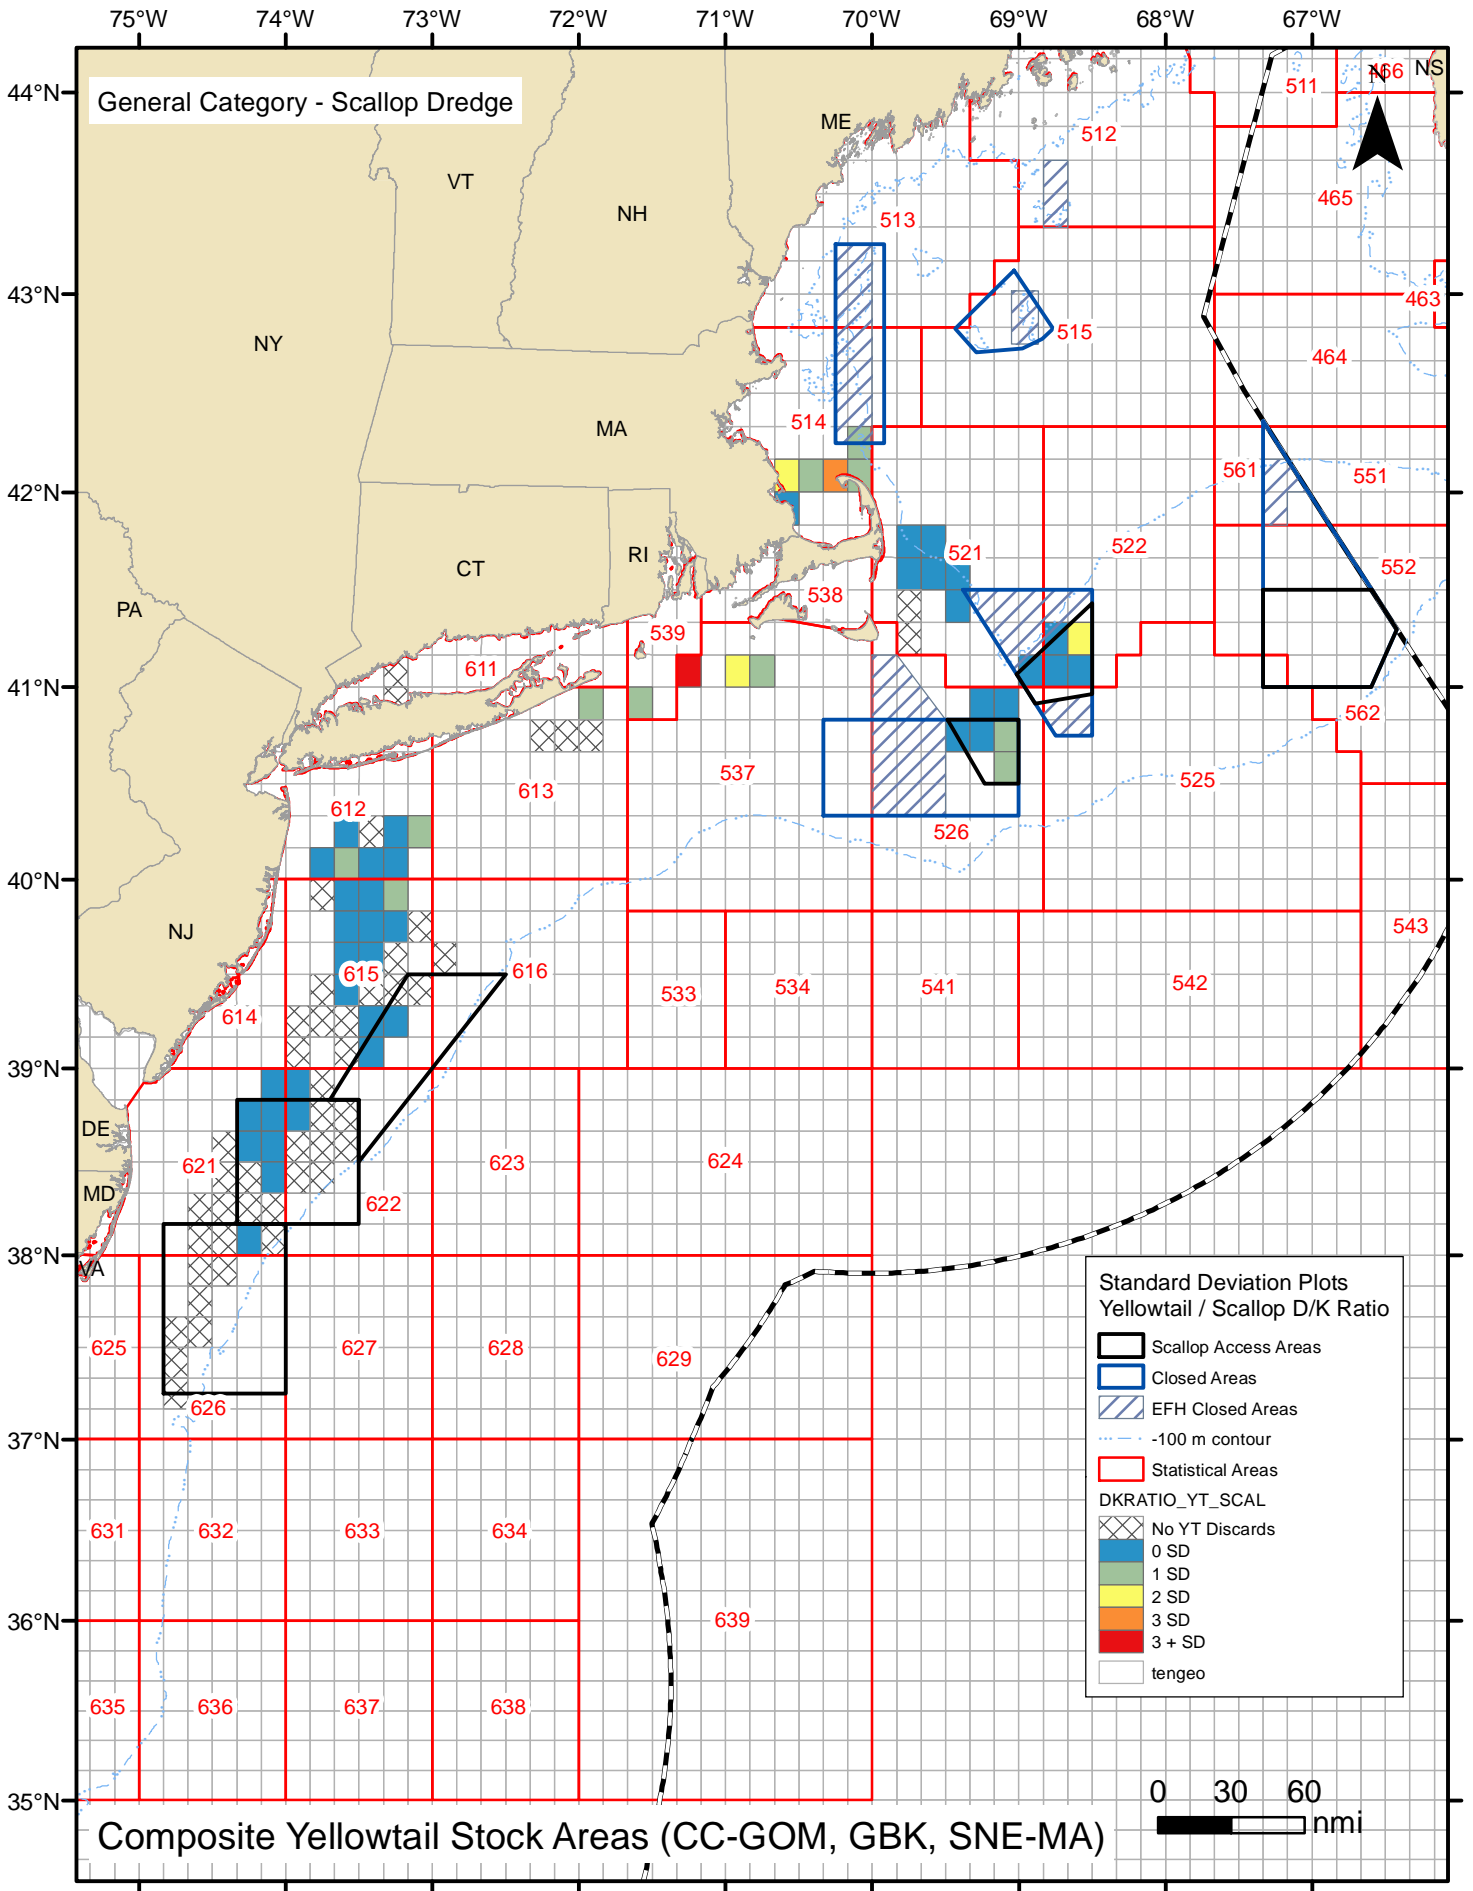 75°W 74°W 73°W 72°W 71°W 70°W 69°W 68°W 67°W
General Category - Scallop Dredge
44°N
43°N
42°N
41°N
40°N
39°N
38°N
37°N
36°N
35°N
N
466
NS
511
ME
512
VT
465
NH
513
463
NY
515
464
514
MA
561
551
521
522
552
RI
CT
538
PA
539
611
562
537
525
613
612
526
543
NJ
615
616
542
541
534
533
614
DE
621
623
624
MD
622
VA
625
627
628
629
626
631
632
633
634
639
635
636
637
638
Standard Deviation Plots
Yellowtail / Scallop D/K Ratio
Scallop Access Areas
Closed Areas
EFH Closed Areas
-100 m contour
Statistical Areas
DKRATIO_YT_SCAL
No YT Discards
0 SD
1 SD
2 SD
3 SD
3 + SD
tengeo
0 30 60
nmi
Composite Yellowtail Stock Areas (CC-GOM, GBK, SNE-MA)